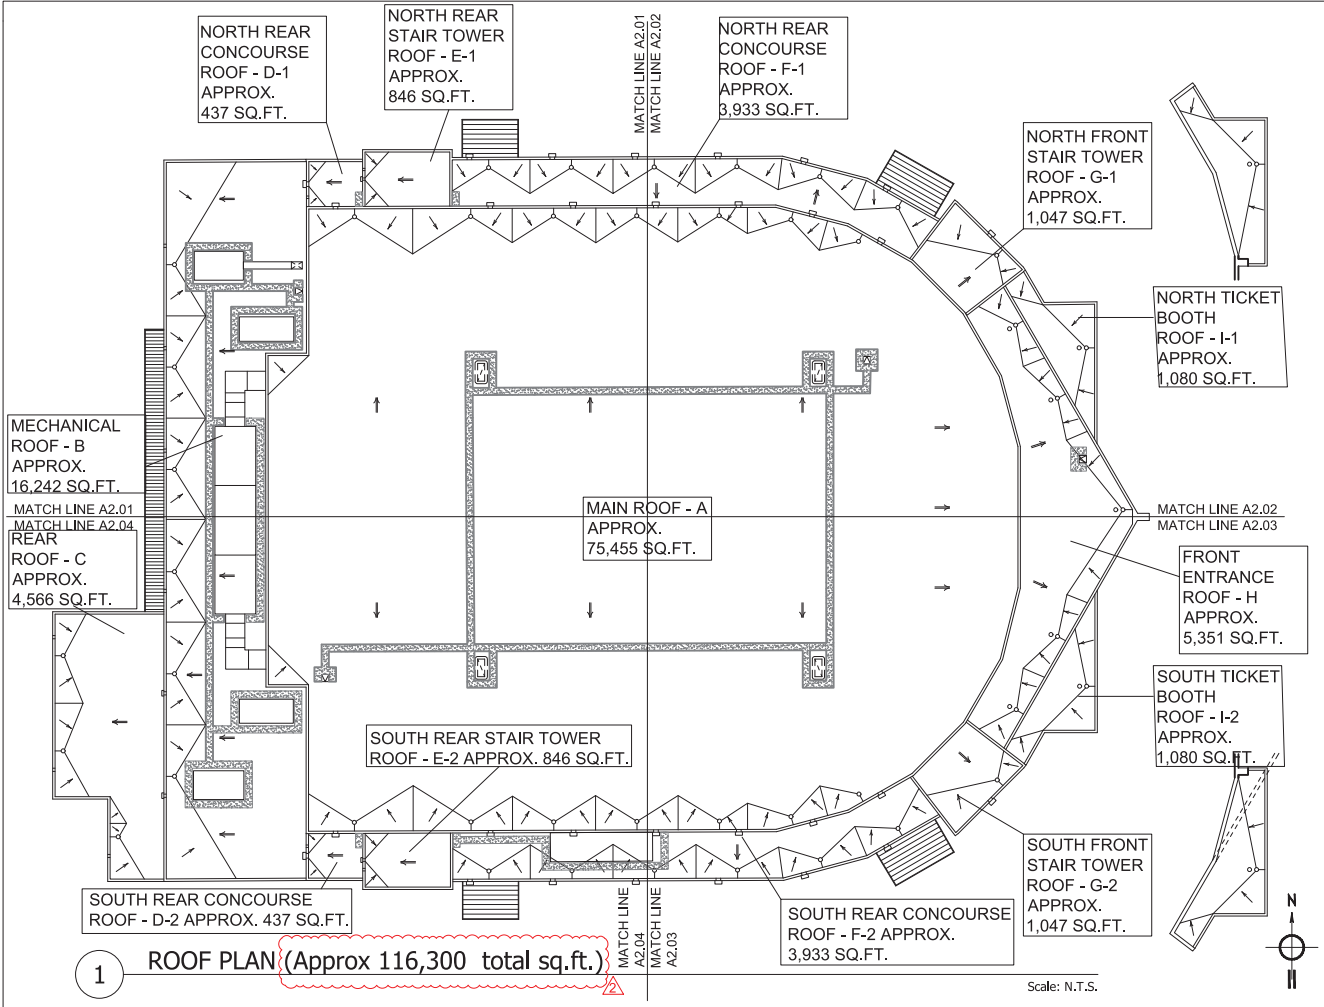 NORTH REAR
CONCOURSE
ROOF - D-1
APPROX.
437 SQ.FT.
NORTH REAR
STAIR TOWER
ROOF - E-1
APPROX.
846 SQ.FT.
MATCH LINE A2.01
MATCH LINE A2.02
NORTH REAR
CONCOURSE
ROOF - F-1
APPROX.
3,933 SQ.FT.
NORTH FRONT
STAIR TOWER
ROOF - G-1
APPROX.
1,047 SQ.FT.
NORTH TICKET
BOOTH
ROOF - I-1
APPROX.
1,080 SQ.FT.
MECHANICAL
ROOF - B
APPROX.
16,242 SQ.FT.
MATCH LINE A2.01
MATCH LINE A2.04
REAR
ROOF - C
APPROX.
4,566 SQ.FT.
MAIN ROOF - A
APPROX.
75,455 SQ.FT.
MATCH LINE A2.02
MATCH LINE A2.03
FRONT
ENTRANCE
ROOF - H
APPROX.
5,351 SQ.FT.
SOUTH TICKET
BOOTH
ROOF - I-2
APPROX.
1,080 SQ.FT.
SOUTH REAR STAIR TOWER
ROOF - E-2 APPROX. 846 SQ.FT.
SOUTH FRONT
STAIR TOWER
ROOF - G-2
APPROX.
1,047 SQ.FT.
SOUTH REAR CONCOURSE
ROOF - D-2 APPROX. 437 SQ.FT.
SOUTH REAR CONCOURSE
ROOF - F-2 APPROX.
3,933 SQ.FT.
MATCH LINE
A2.04
MATCH LINE
A2.03
N
1
ROOF PLAN (Approx 116,300 total sq.ft.)
2
Scale: N.T.S.